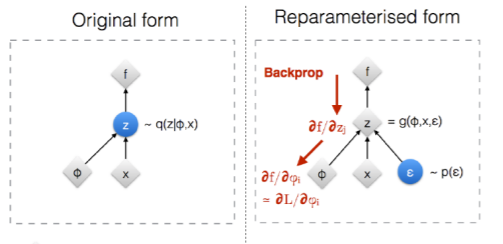 Original form
f
z ~ q(z|ϕ,x)
ϕ x
Reparameterised form
Backprop f
∂f/∂zⱼ z = g(ϕ,x,ε)
∂f/∂φᵢ ϕ x ε ~ p(ε)
≃ ∂L/∂φᵢ